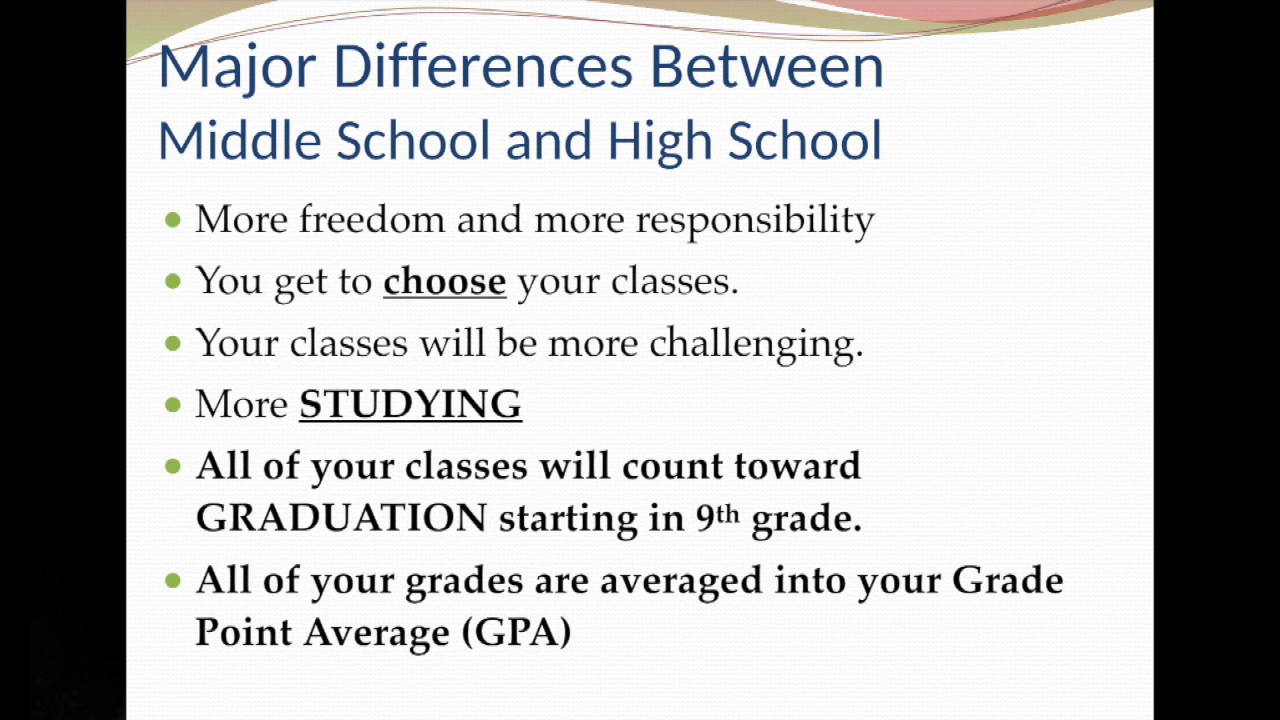 Major Differences Between
Middle School and High School
More freedom and more responsibility
You get to choose your classes.
Your classes will be more challenging.
More STUDYING
All of your classes will count toward
GRADUATION starting in 9th grade.
All of your grades are averaged into your Grade
Point Average (GPA)